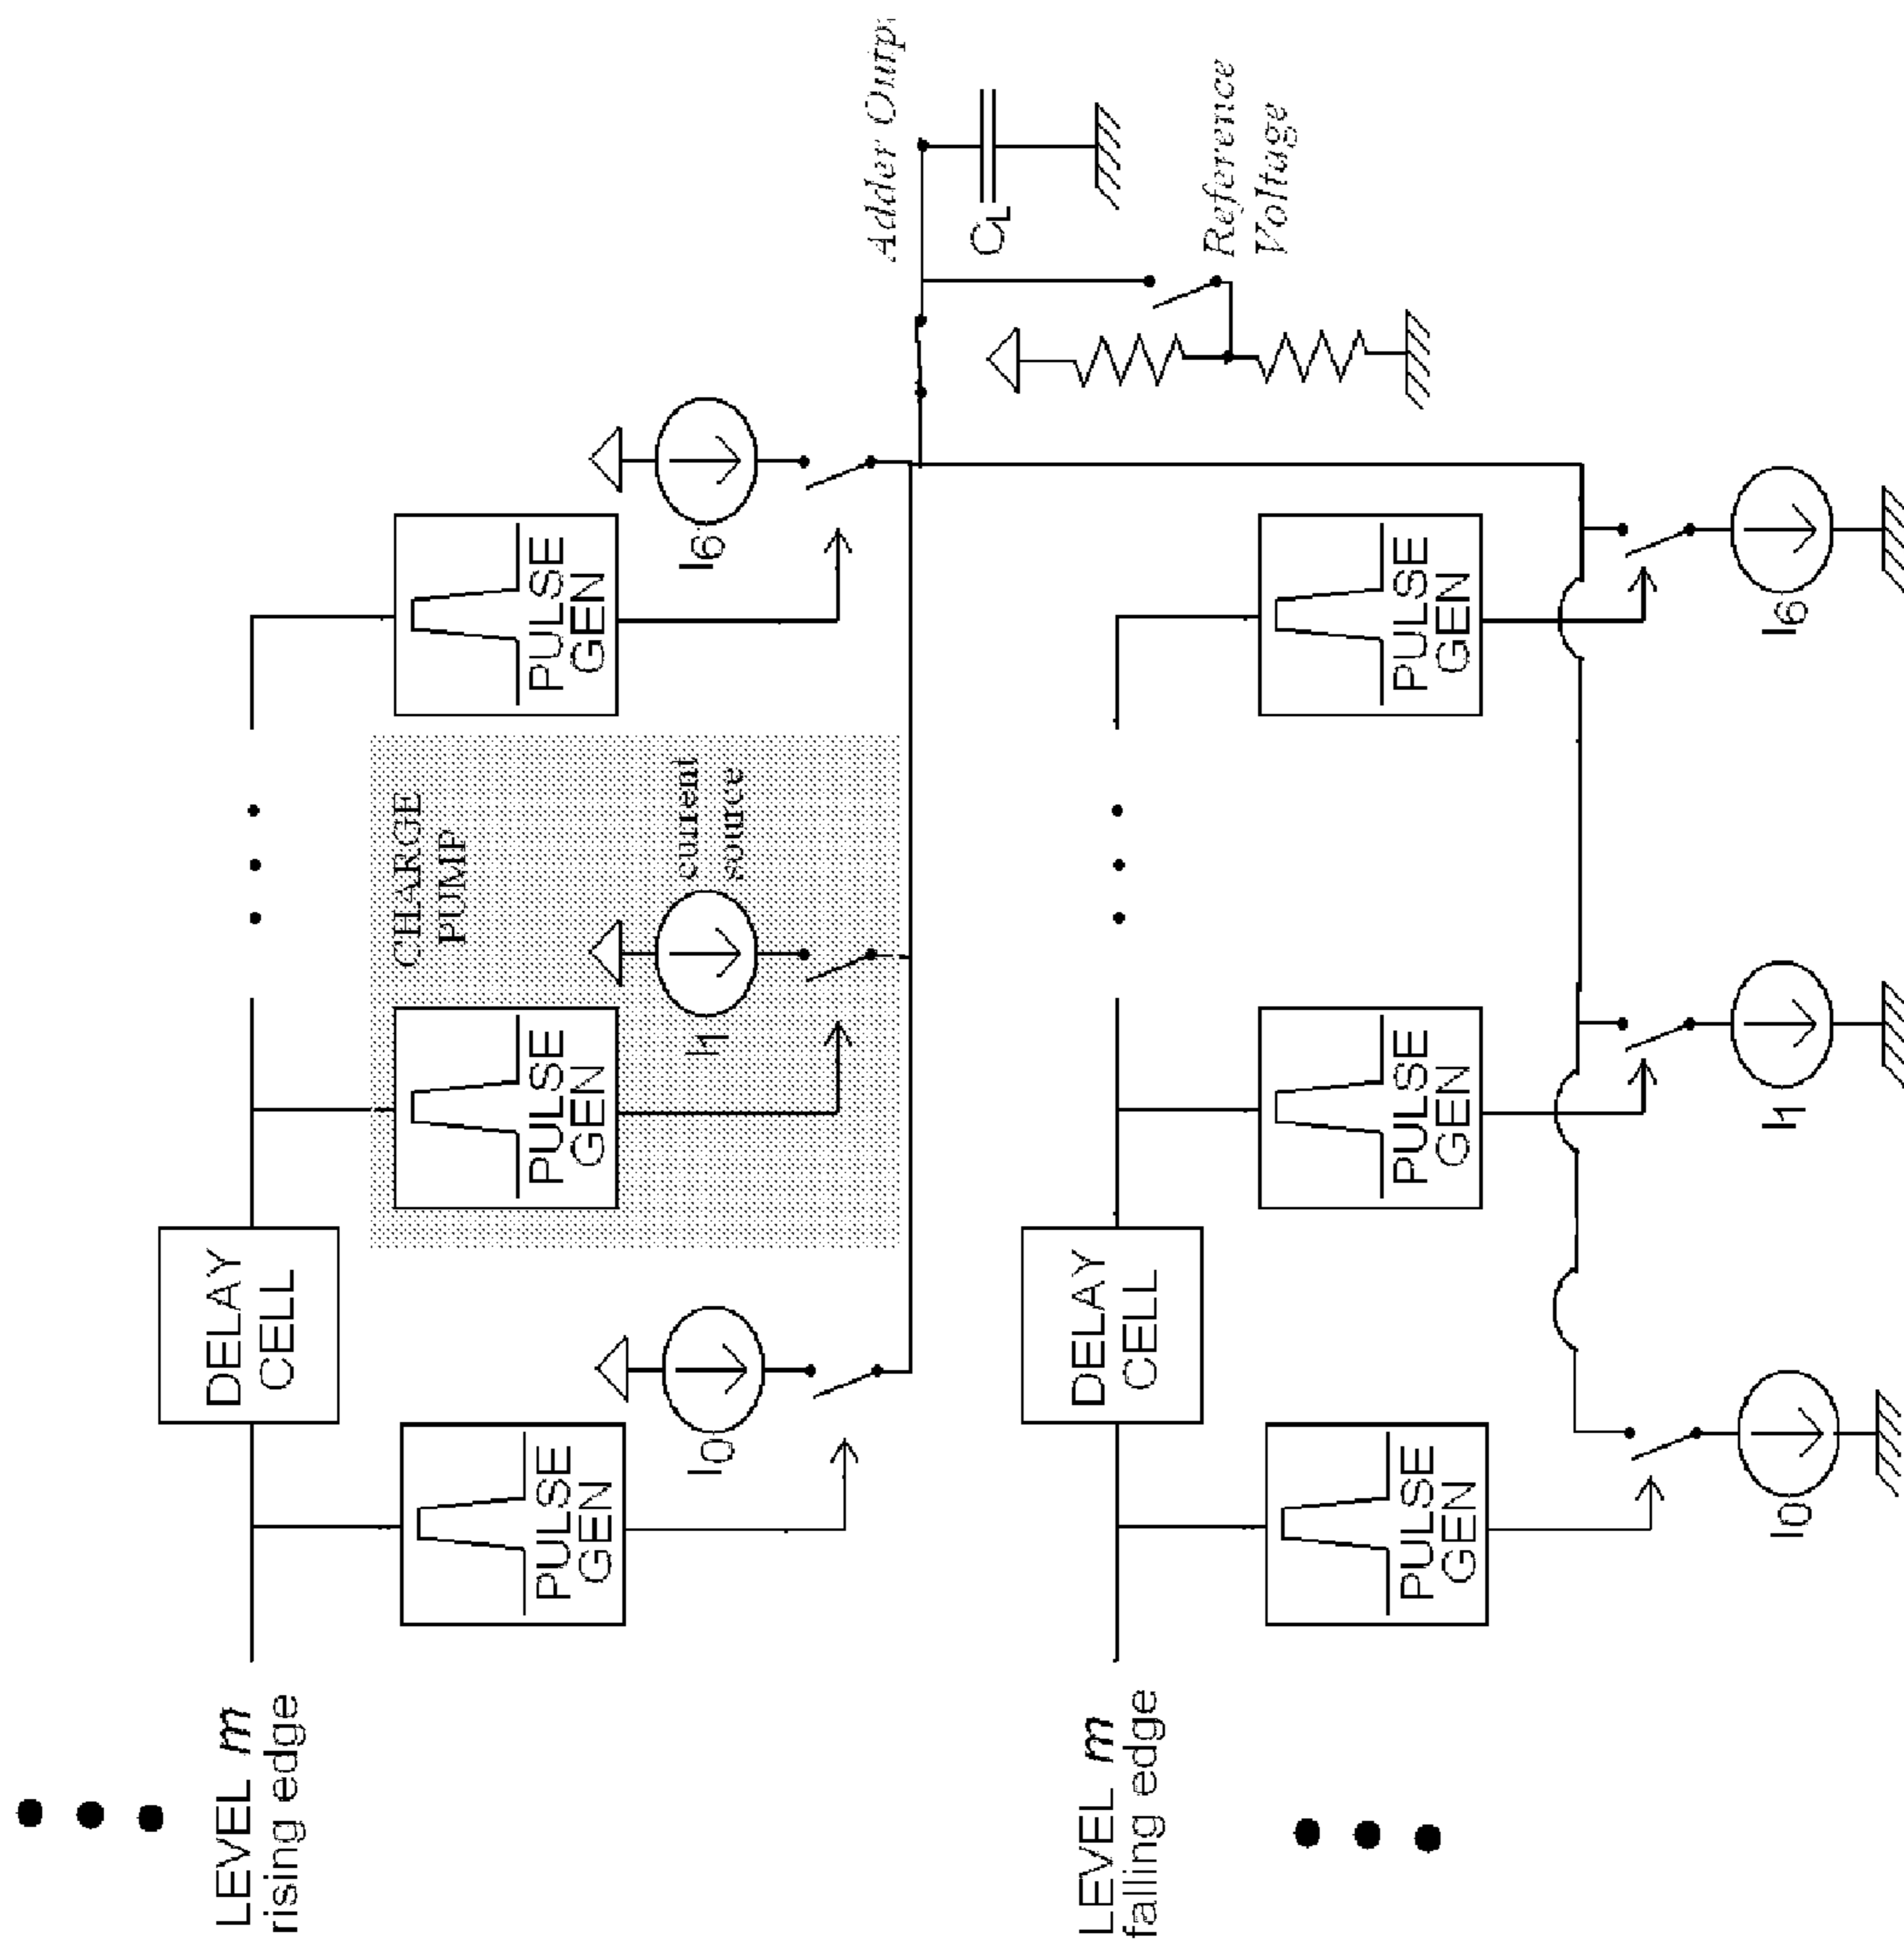 LEVEL m
rising edge
DELAY
CELL
PULSE
GEN
I0
PULSE
GEN
CHARGE
PUMP
I1
current
source
PULSE
GEN
I6
Adder Outp
CL
Reference
Voltage
LEVEL m
falling edge
DELAY
CELL
PULSE
GEN
I0
PULSE
GEN
I1
PULSE
GEN
I6